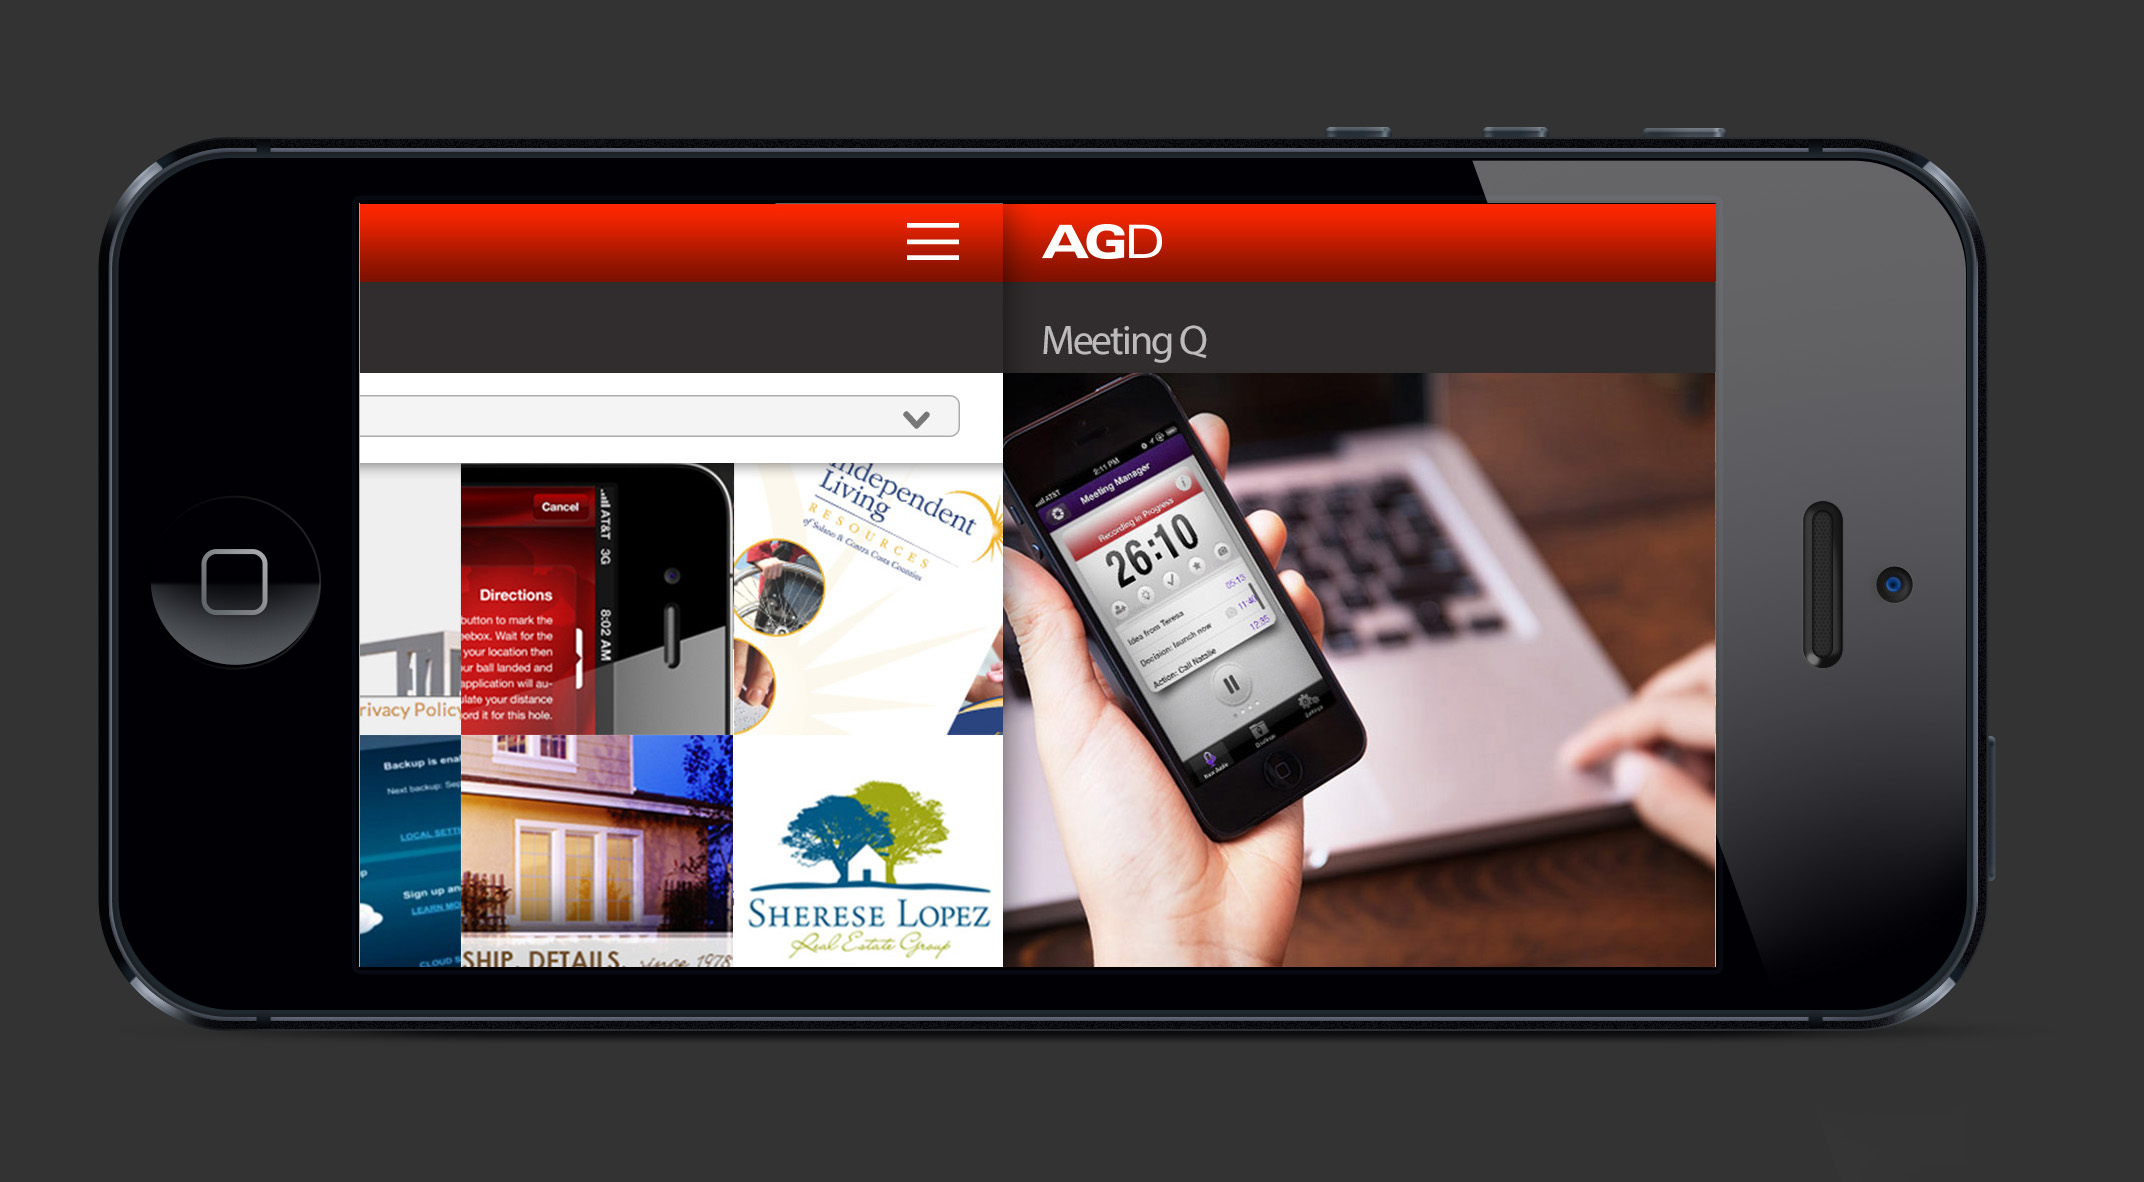 AGD
Meeting Q
Cancel
AT&T 3G
8:02 AM
Directions
button to mark the
eebox. Wait for the
your location then
ur ball landed and
application will au-
ulate your distance
ord it for this hole.
Independent
Living
RESOURCES
of Solano & Contra Costa Counties
rivacy Policy
Backup is ena
Next backup: Sep
LOCAL SETTI
p
Sign up an
LEARN MO
CLOUD S
SHIP. DETAILS. since 1978
SHERESE LOPEZ
Real Estate Group
AT&T 2:11 PM
Meeting Manager
Recording in Progress
26:10
Idea from Teresa 05:13
Decision: launch now 11:4
Action: Call Natalie 12:35